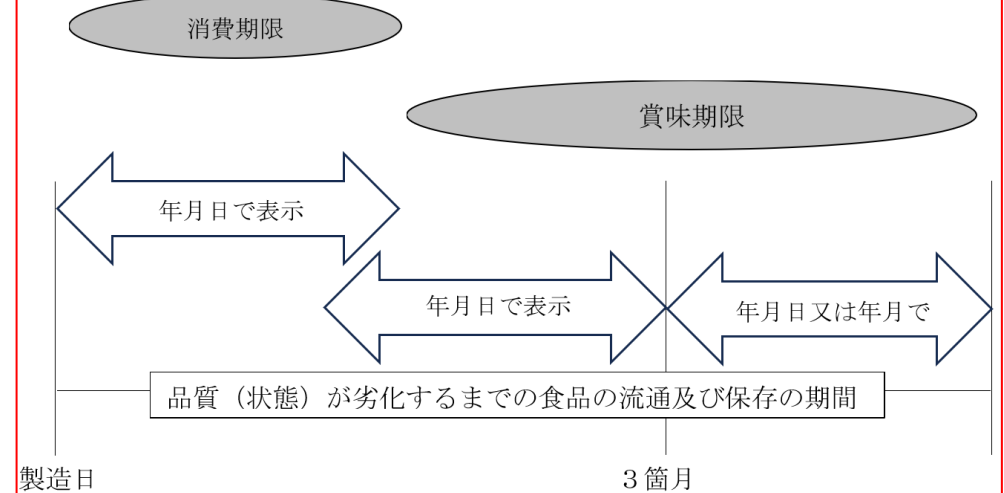 消費期限
賞味期限
年月日で表示
年月日で表示
年月日又は年月で
品質（状態）が劣化するまでの食品の流通及び保存の期間
製造日
３箇月